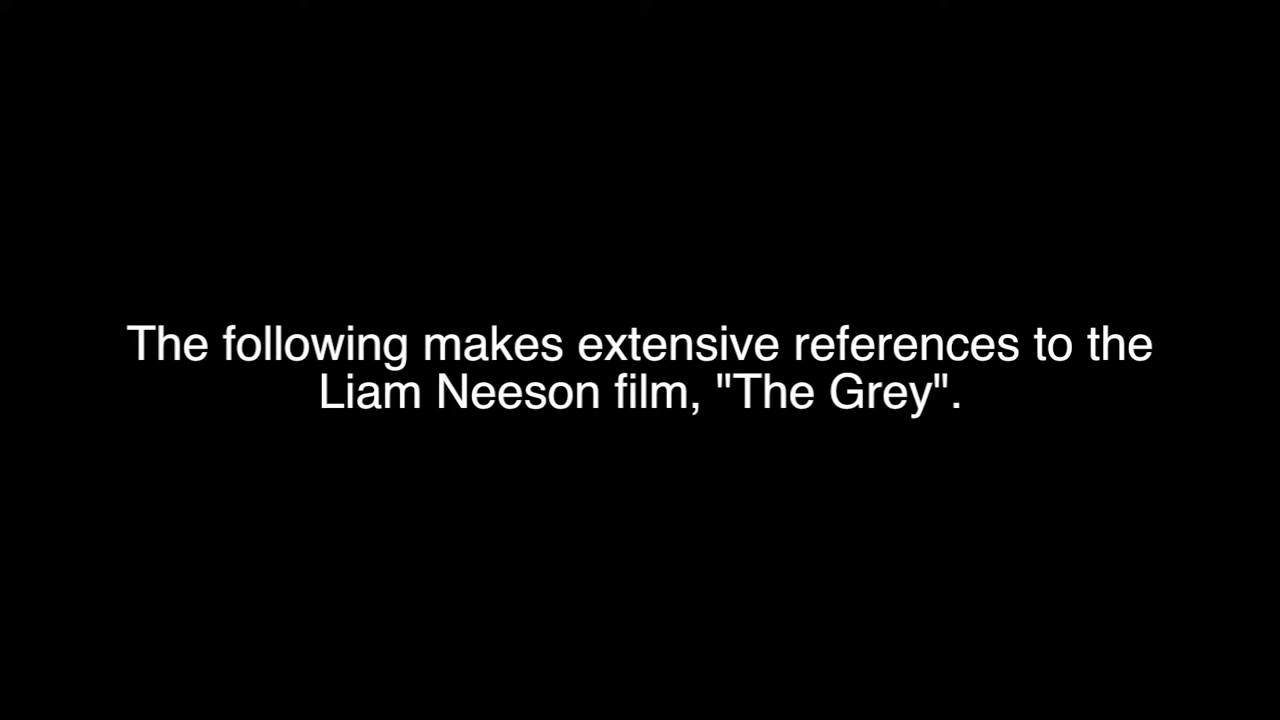 The following makes extensive references to the
Liam Neeson film, "The Grey".